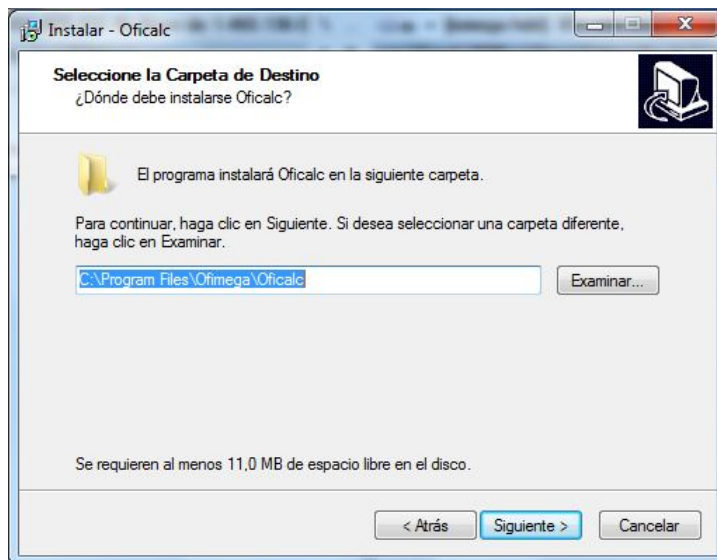 Instalar - Oficalc
Seleccione la Carpeta de Destino
¿Dónde debe instalarse Oficalc?
El programa instalará Oficalc en la siguiente carpeta.
Para continuar, haga clic en Siguiente. Si desea seleccionar una carpeta diferente,
haga clic en Examinar.
C:\Program Files\Ofimega\Oficalc
Examinar...
Se requieren al menos 11,0 MB de espacio libre en el disco.
< Atrás
Siguiente >
Cancelar